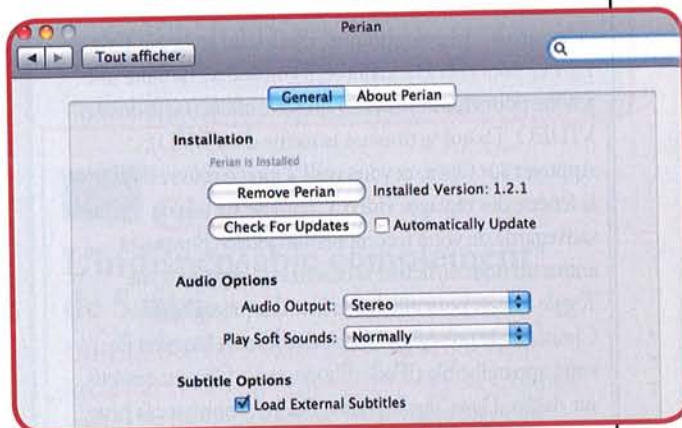 Perian
Tout afficher
General About Perian
Installation
Perian is Installed
Remove Perian Installed Version: 1.2.1
Check For Updates Automatically Update
Audio Options
Audio Output: Stereo
Play Soft Sounds: Normally
Subtitle Options
Load External Subtitles